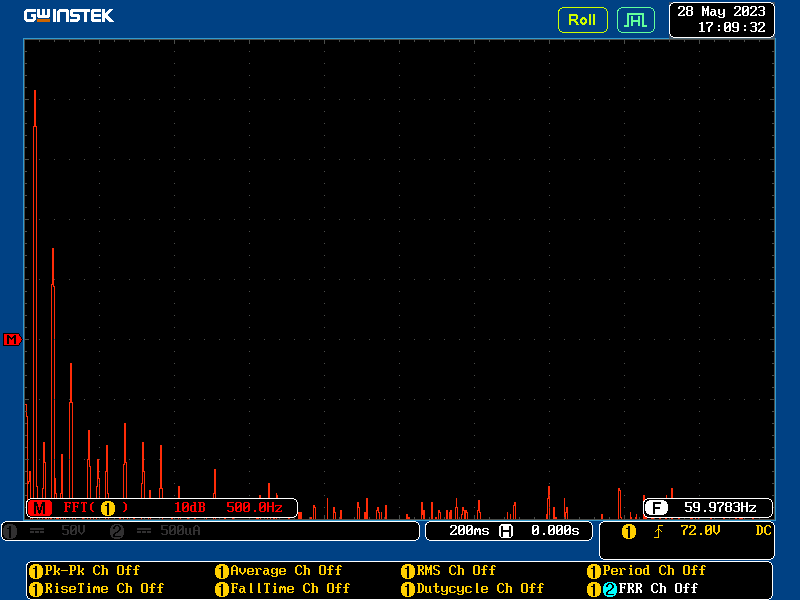 GWINSTEK
Roll
28 May 2023
17:09:32
M
M FFT( 1 ) 10dB 500.0Hz
F 59.9783Hz
1 50V 2 500uA
200ms H 0.000s
1 72.0V DC
1 Pk-Pk Ch Off 1 Average Ch Off 1 RMS Ch Off 1 Period Ch Off
1 RiseTime Ch Off 1 FallTime Ch Off 1 Dutycycle Ch Off 1 2 FRR Ch Off